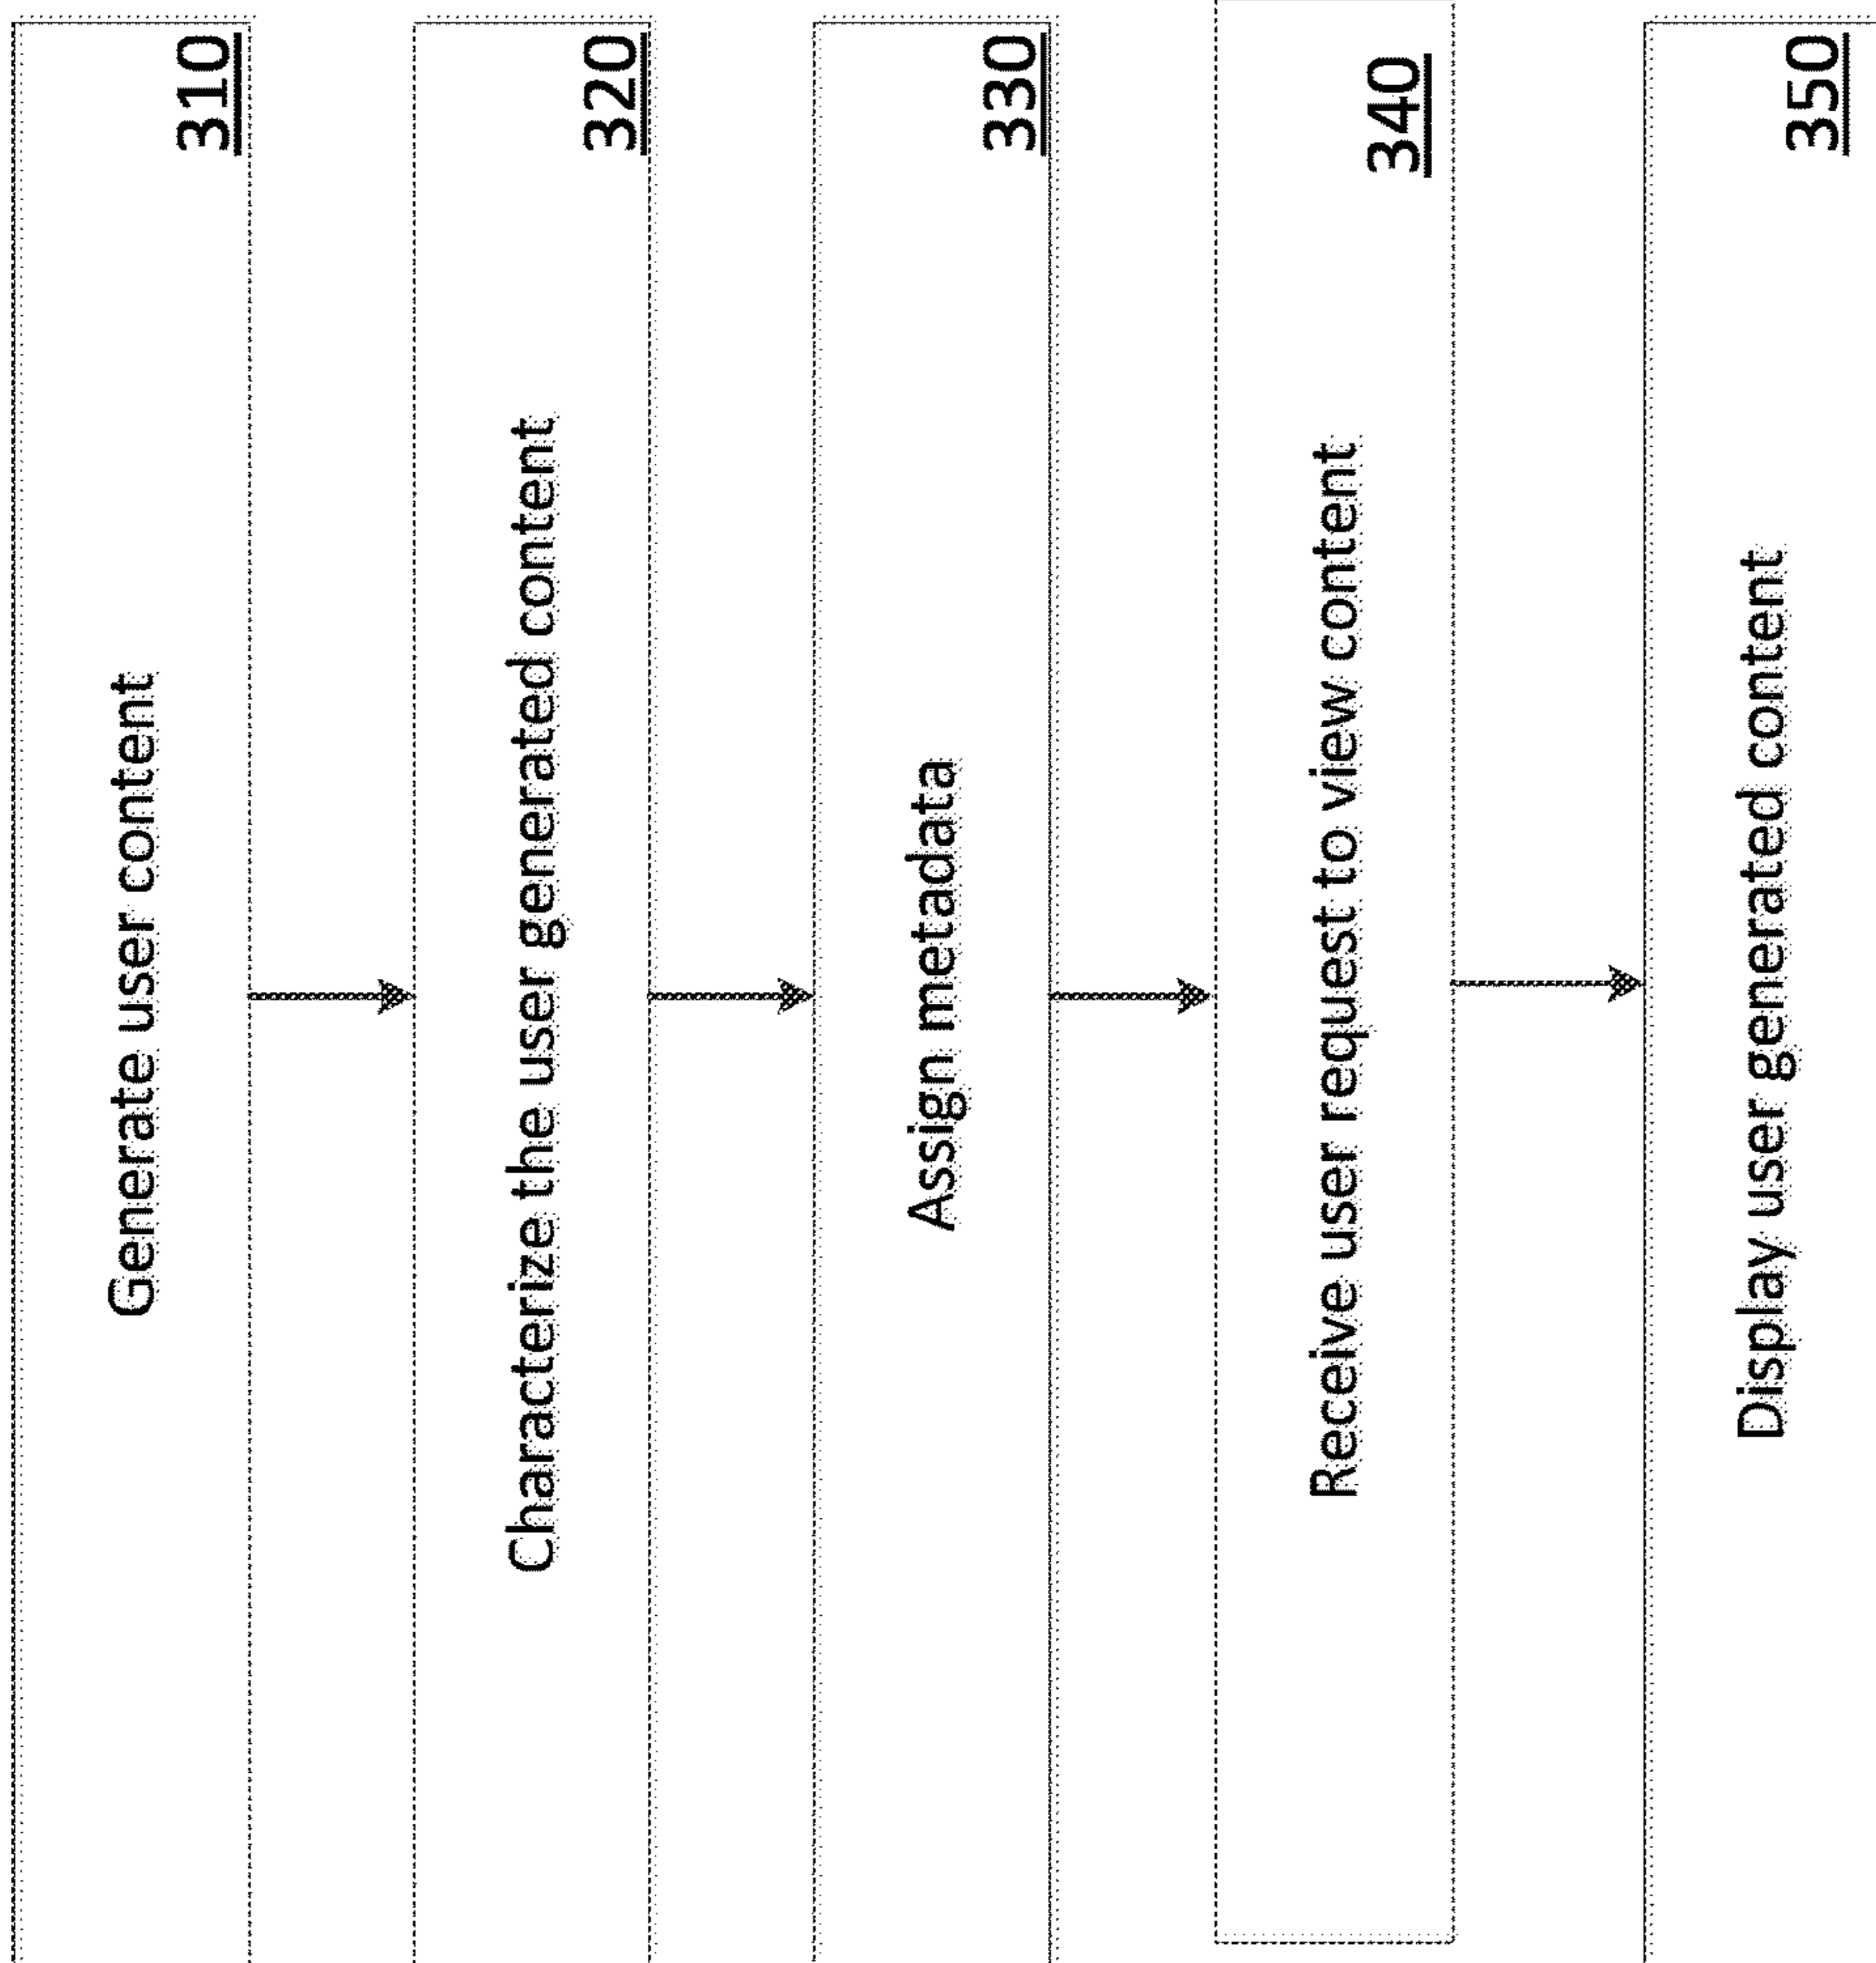 Generate user content
310
Characterize the user generated content
320
Assign metadata
330
Receive user request to view content
340
Display user generated content
350